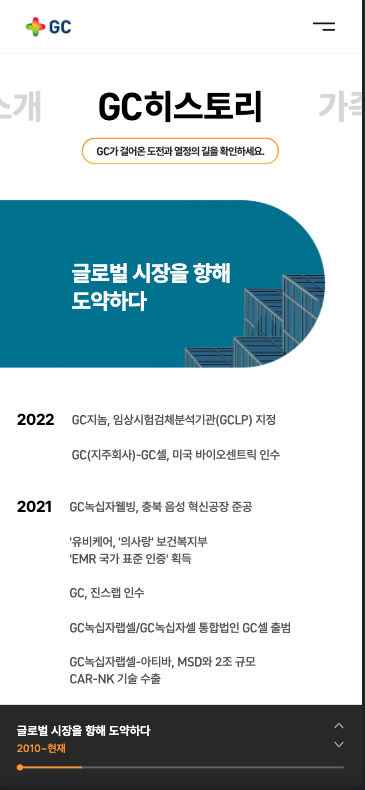 GC
소개
GC히스토리
가족
GC가 걸어온 도전과 열정의 길을 확인하세요.
글로벌 시장을 향해
도약하다
2022
GC지놈, 임상시험검체분석기관(GCLP) 지정
GC(지주회사)-GC셀, 미국 바이오센트릭 인수
2021
GC녹십자웰빙, 충북 음성 혁신공장 준공
'유비케어, '의사랑' 보건복지부
'EMR 국가 표준 인증' 획득
GC, 진스랩 인수
GC녹십자랩셀/GC녹십자셀 통합법인 GC셀 출범
GC녹십자랩셀-아티바, MSD와 2조 규모
CAR-NK 기술 수출
글로벌 시장을 향해 도약하다
2010~현재